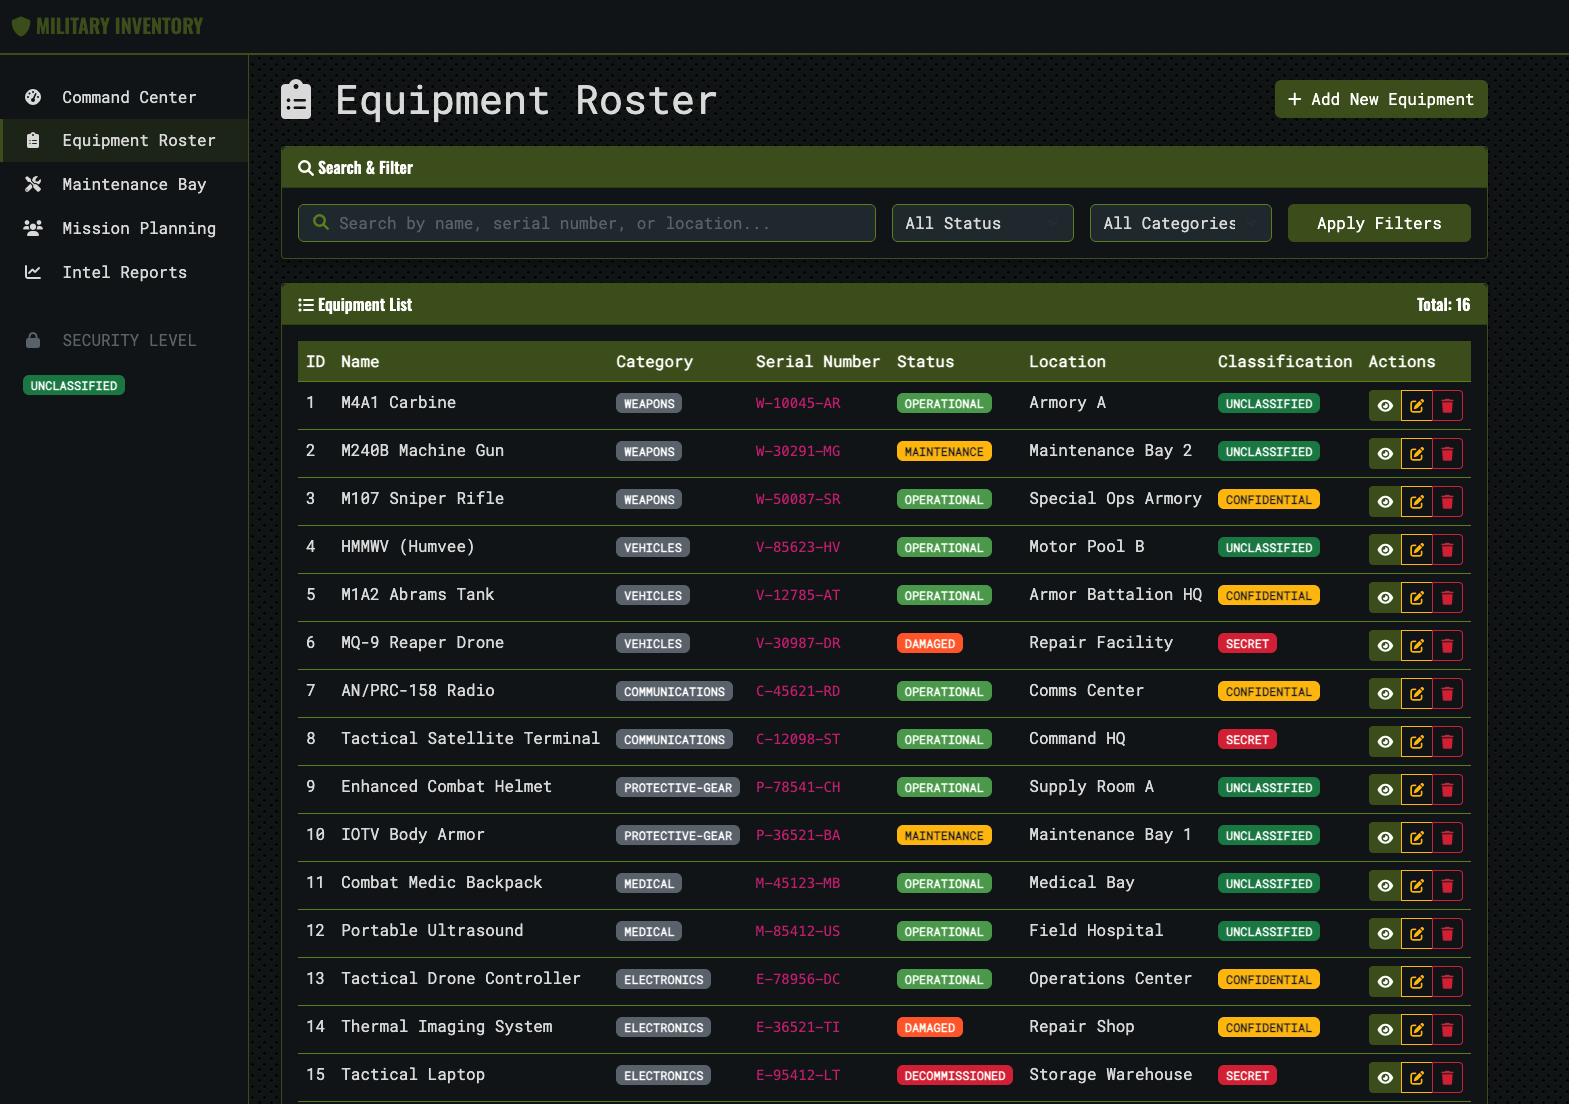 MILITARY INVENTORY
Command Center
Equipment Roster
Maintenance Bay
Mission Planning
Intel Reports
SECURITY LEVEL
UNCLASSIFIED
Equipment Roster
+ Add New Equipment
Search & Filter
Search by name, serial number, or location...
All Status
All Categories
Apply Filters
Equipment List
Total: 16
ID Name Category Serial Number Status Location Classification Actions
1 M4A1 Carbine WEAPONS W-10045-AR OPERATIONAL Armory A UNCLASSIFIED
2 M240B Machine Gun WEAPONS W-30291-MG MAINTENANCE Maintenance Bay 2 UNCLASSIFIED
3 M107 Sniper Rifle WEAPONS W-50087-SR OPERATIONAL Special Ops Armory CONFIDENTIAL
4 HMMWV (Humvee) VEHICLES V-85623-HV OPERATIONAL Motor Pool B UNCLASSIFIED
5 M1A2 Abrams Tank VEHICLES V-12785-AT OPERATIONAL Armor Battalion HQ CONFIDENTIAL
6 MQ-9 Reaper Drone VEHICLES V-30987-DR DAMAGED Repair Facility SECRET
7 AN/PRC-158 Radio COMMUNICATIONS C-45621-RD OPERATIONAL Comms Center CONFIDENTIAL
8 Tactical Satellite Terminal COMMUNICATIONS C-12098-ST OPERATIONAL Command HQ SECRET
9 Enhanced Combat Helmet PROTECTIVE-GEAR P-78541-CH OPERATIONAL Supply Room A UNCLASSIFIED
10 IOTV Body Armor PROTECTIVE-GEAR P-36521-BA MAINTENANCE Maintenance Bay 1 UNCLASSIFIED
11 Combat Medic Backpack MEDICAL M-45123-MB OPERATIONAL Medical Bay UNCLASSIFIED
12 Portable Ultrasound MEDICAL M-85412-US OPERATIONAL Field Hospital UNCLASSIFIED
13 Tactical Drone Controller ELECTRONICS E-78956-DC OPERATIONAL Operations Center CONFIDENTIAL
14 Thermal Imaging System ELECTRONICS E-36521-TI DAMAGED Repair Shop CONFIDENTIAL
15 Tactical Laptop ELECTRONICS E-95412-LT DECOMMISSIONED Storage Warehouse SECRET